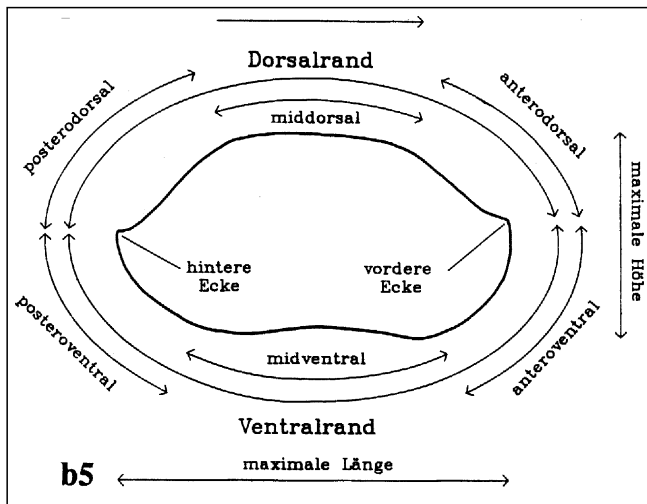 Dorsalrand
middorsal
posterodorsal
anterodorsal
maximale Höhe
hintere
Ecke
vordere
Ecke
posteroventral
midventral
anteroventral
Ventralrand
b5
maximale Länge